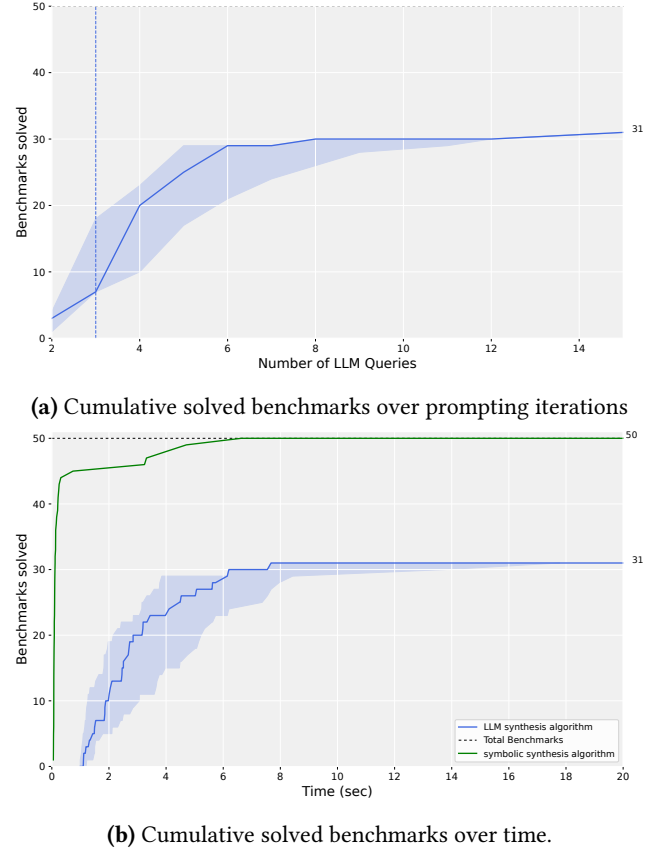 50
40
30
20
10
0
Benchmarks solved
31
2 4 6 8 10 12 14
Number of LLM Queries
(a) Cumulative solved benchmarks over prompting iterations
50
40
30
20
10
0
Benchmarks solved
50
31
LLM synthesis algorithm
Total Benchmarks
symbolic synthesis algorithm
0 2 4 6 8 10 12 14 16 18 20
Time (sec)
(b) Cumulative solved benchmarks over time.